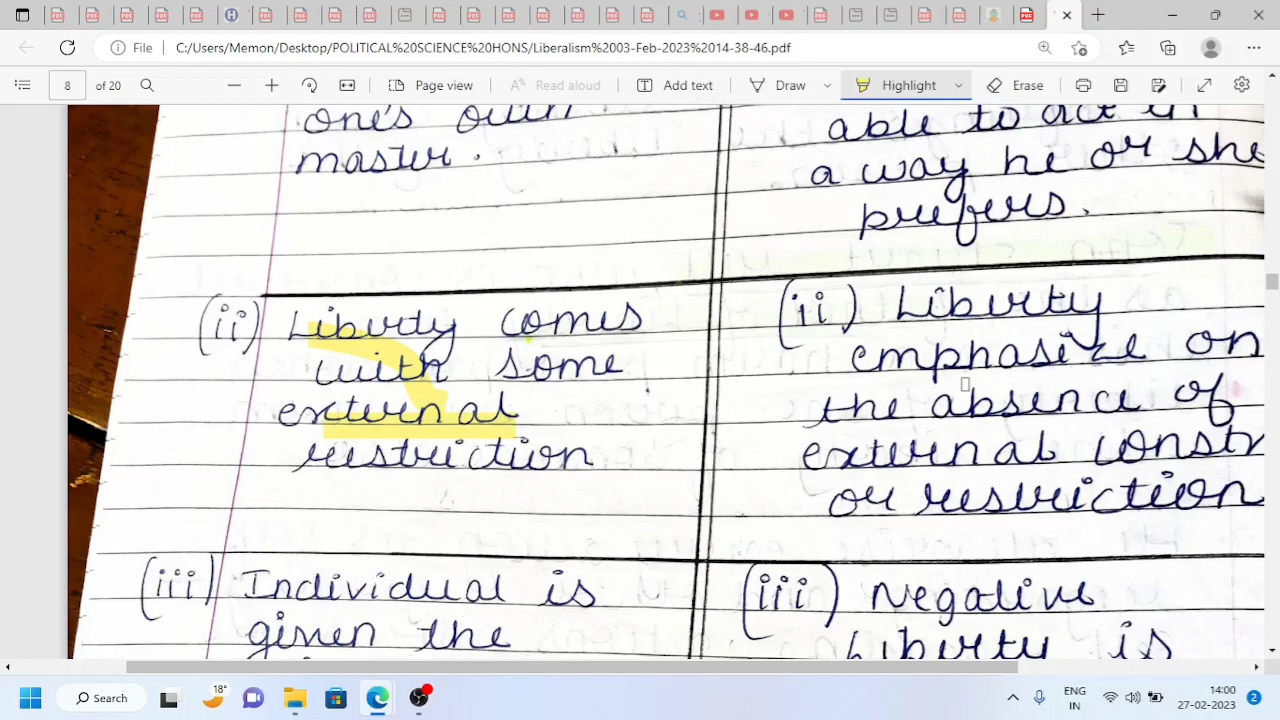 File
C:/Users/Memon/Desktop/POLITICAL%20SCIENCE%20HONS/Liberalism%2003-Feb-2023%2014-38-46.pdf
8 of 20
Page view
Read aloud
Add text
Draw
Highlight
Erase
one's own
master.
able to act in
a way he or she
prefers.
(ii) Liberty comes
with some
external
restriction
(ii) Liberty
emphasize on
the absence of
external constr
or restriction
(iii) Individual is
given the
(iii) Negative
Liberty is
Search
18°
ENG
IN
14:00
27-02-2023
2